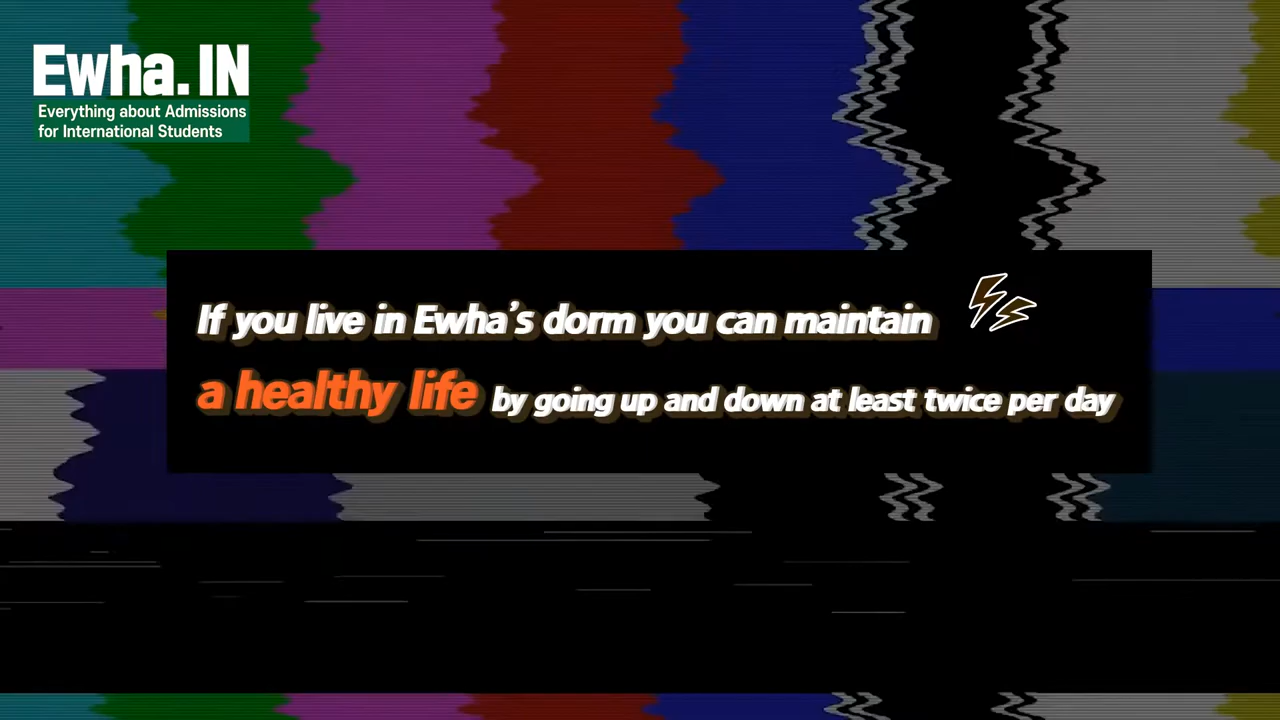 Ewha.IN
Everything about Admissions
for International Students
If you live in Ewha's dorm you can maintain
a healthy life by going up and down at least twice per day